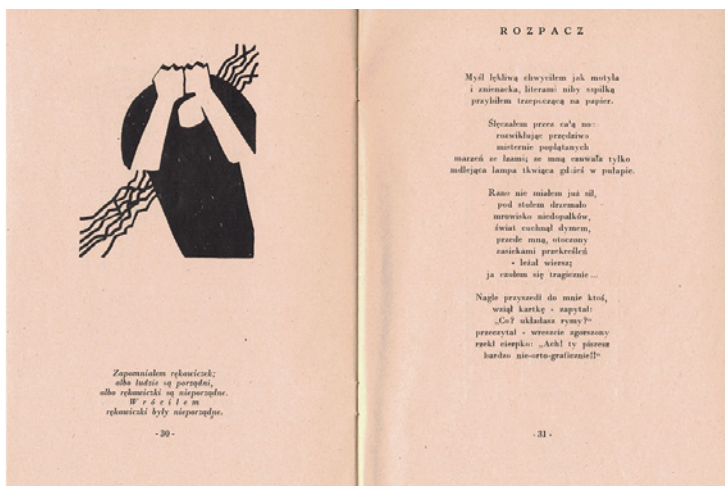 Zapomniałem rękawiczek;
albo ludzie są porządni,
albo rękawiczki są nieporządne.
Wróciłem
rękawiczki były nieporządne.
- 30 -
ROZPACZ
Myśl lękliwą chwyciłem jak motyla
i znienacka, literami niby szpilką
przybiłem trzepoczącą na papier.
Ślęczałem przez całą noc
rozwikłując przędziwo
misternie poplątanych
marzeń ze łzami; ze mną czuwała tylko
mdlejąca lampa tkwiąca gdzieś w pułapie.
Rano nie miałem już sił,
pod stołem drzemało
mrowisko niedopałków,
świat cuchnął dymem,
przede mną, otoczony
zasiekami przekreśleń
- leżał wiersz;
ja czułem się tragicznie...
Nagle przyszedł do mnie ktoś,
wziął kartkę - zapytał:
„Co? układasz rymy?"
przeczytał - wreszcie zgorszony
rzekł cierpko: „Ach! ty piszesz
bardzo nie-orto-graficznie!!"
- 31 -